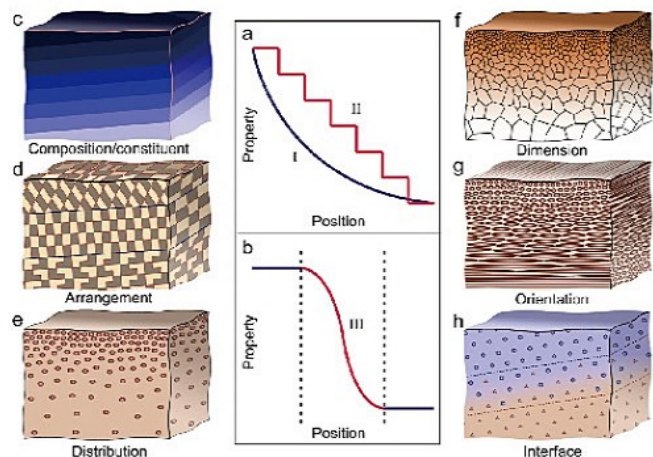 c
Composition/constituent
d
Arrangement
e
Distribution
a
Property
II
I
Position
b
Property
III
Position
f
Dimension
g
Orientation
h
Interface